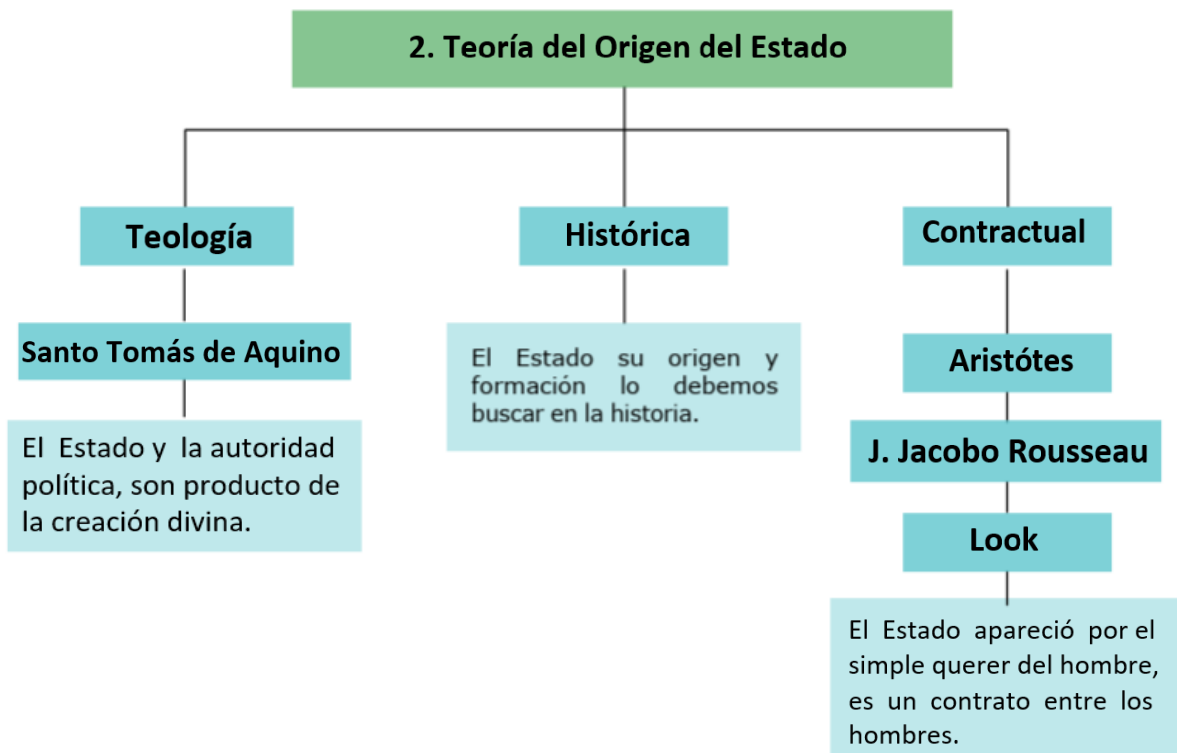 2. Teoría del Origen del Estado
Teología
Histórica
Contractual
Santo Tomás de Aquino
El Estado y la autoridad
política, son producto de
la creación divina.
El Estado su origen y
formación lo debemos
buscar en la historia.
Aristótes
J. Jacobo Rousseau
Look
El Estado apareció por el
simple querer del hombre,
es un contrato entre los
hombres.